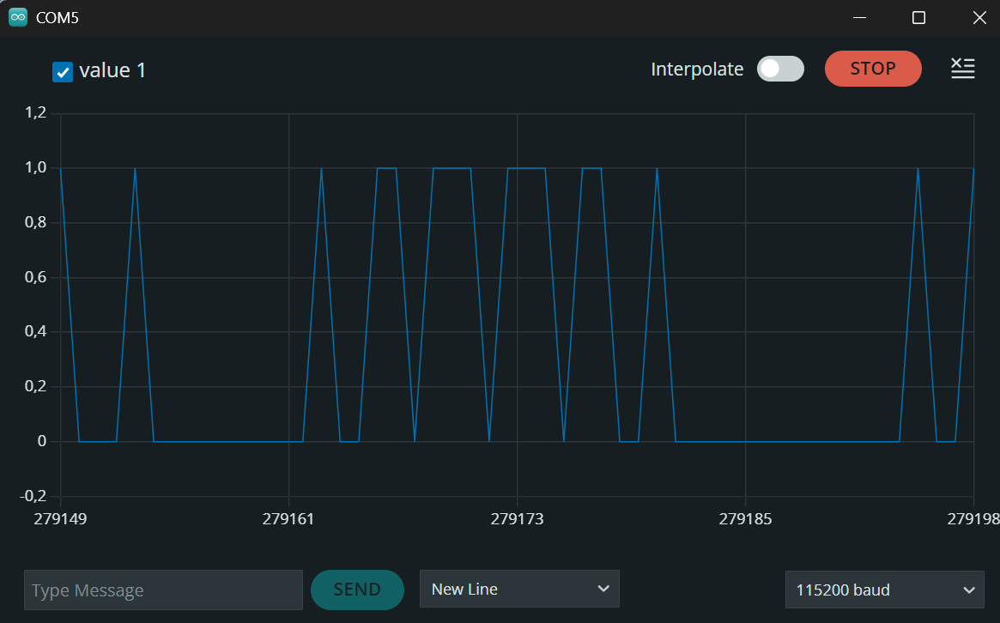 COM5
value 1
Interpolate
STOP
1,2
1,0
0,8
0,6
0,4
0,2
0
-0,2
279149 279161 279173 279185 279198
Type Message
SEND
New Line
115200 baud